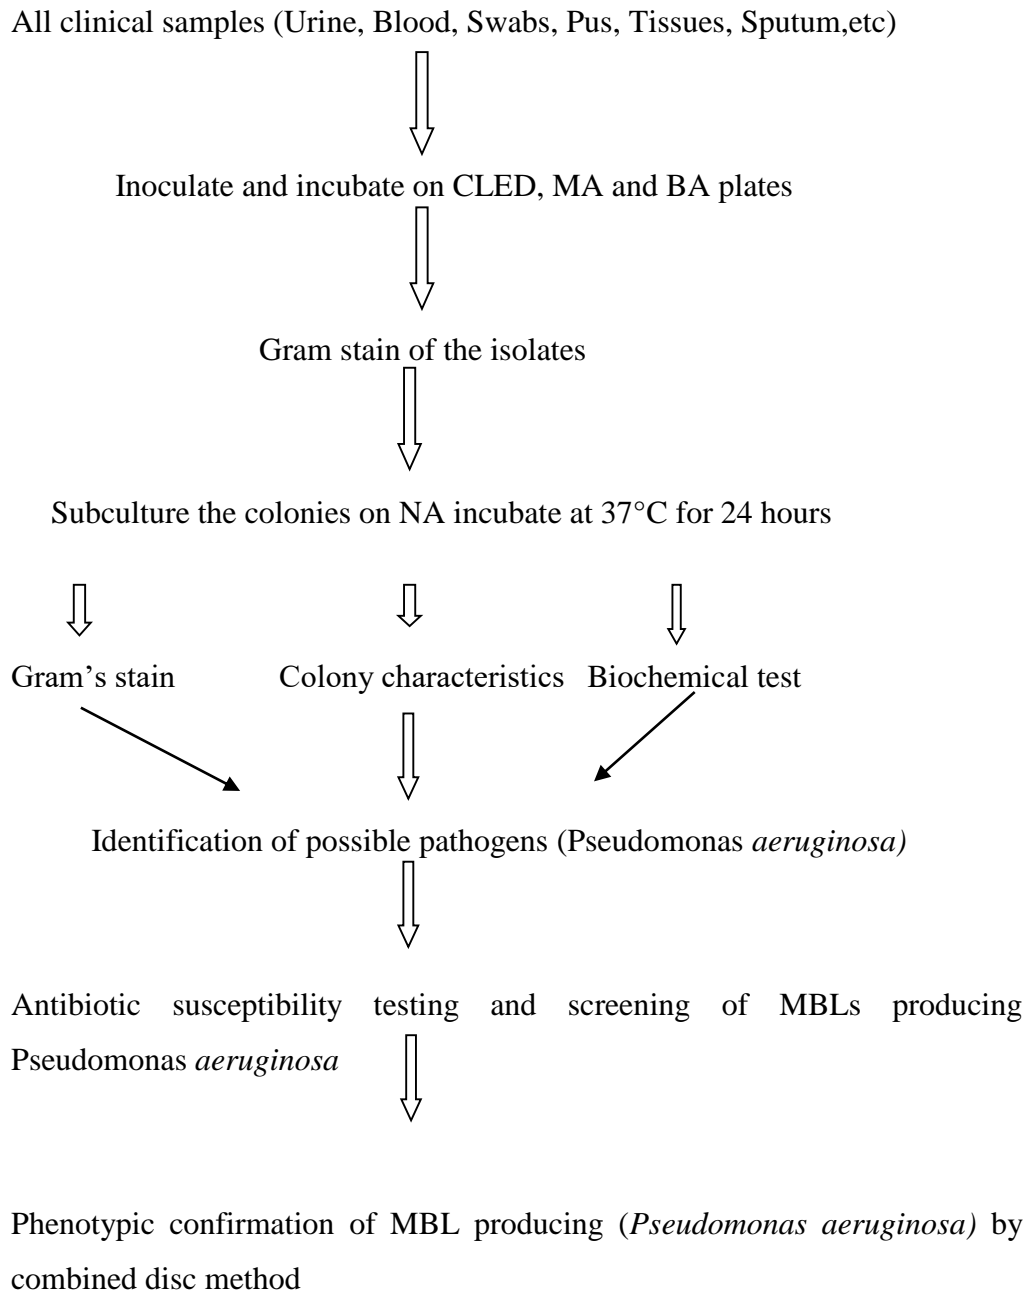 All clinical samples (Urine, Blood, Swabs, Pus, Tissues, Sputum,etc)
Inoculate and incubate on CLED, MA and BA plates
Gram stain of the isolates
Subculture the colonies on NA incubate at 37°C for 24 hours
Gram’s stain
Colony characteristics
Biochemical test
Identification of possible pathogens (Pseudomonas aeruginosa)
Antibiotic susceptibility testing and screening of MBLs producing
Pseudomonas aeruginosa
Phenotypic confirmation of MBL producing (Pseudomonas aeruginosa) by
combined disc method